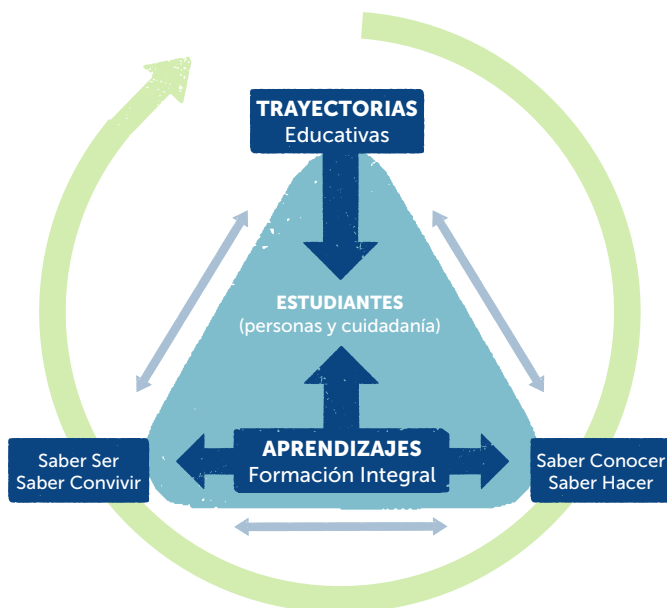 TRAYECTORIAS
Educativas
ESTUDIANTES
(personas y cuidadanía)
APRENDIZAJES
Formación Integral
Saber Ser
Saber Convivir
Saber Conocer
Saber Hacer